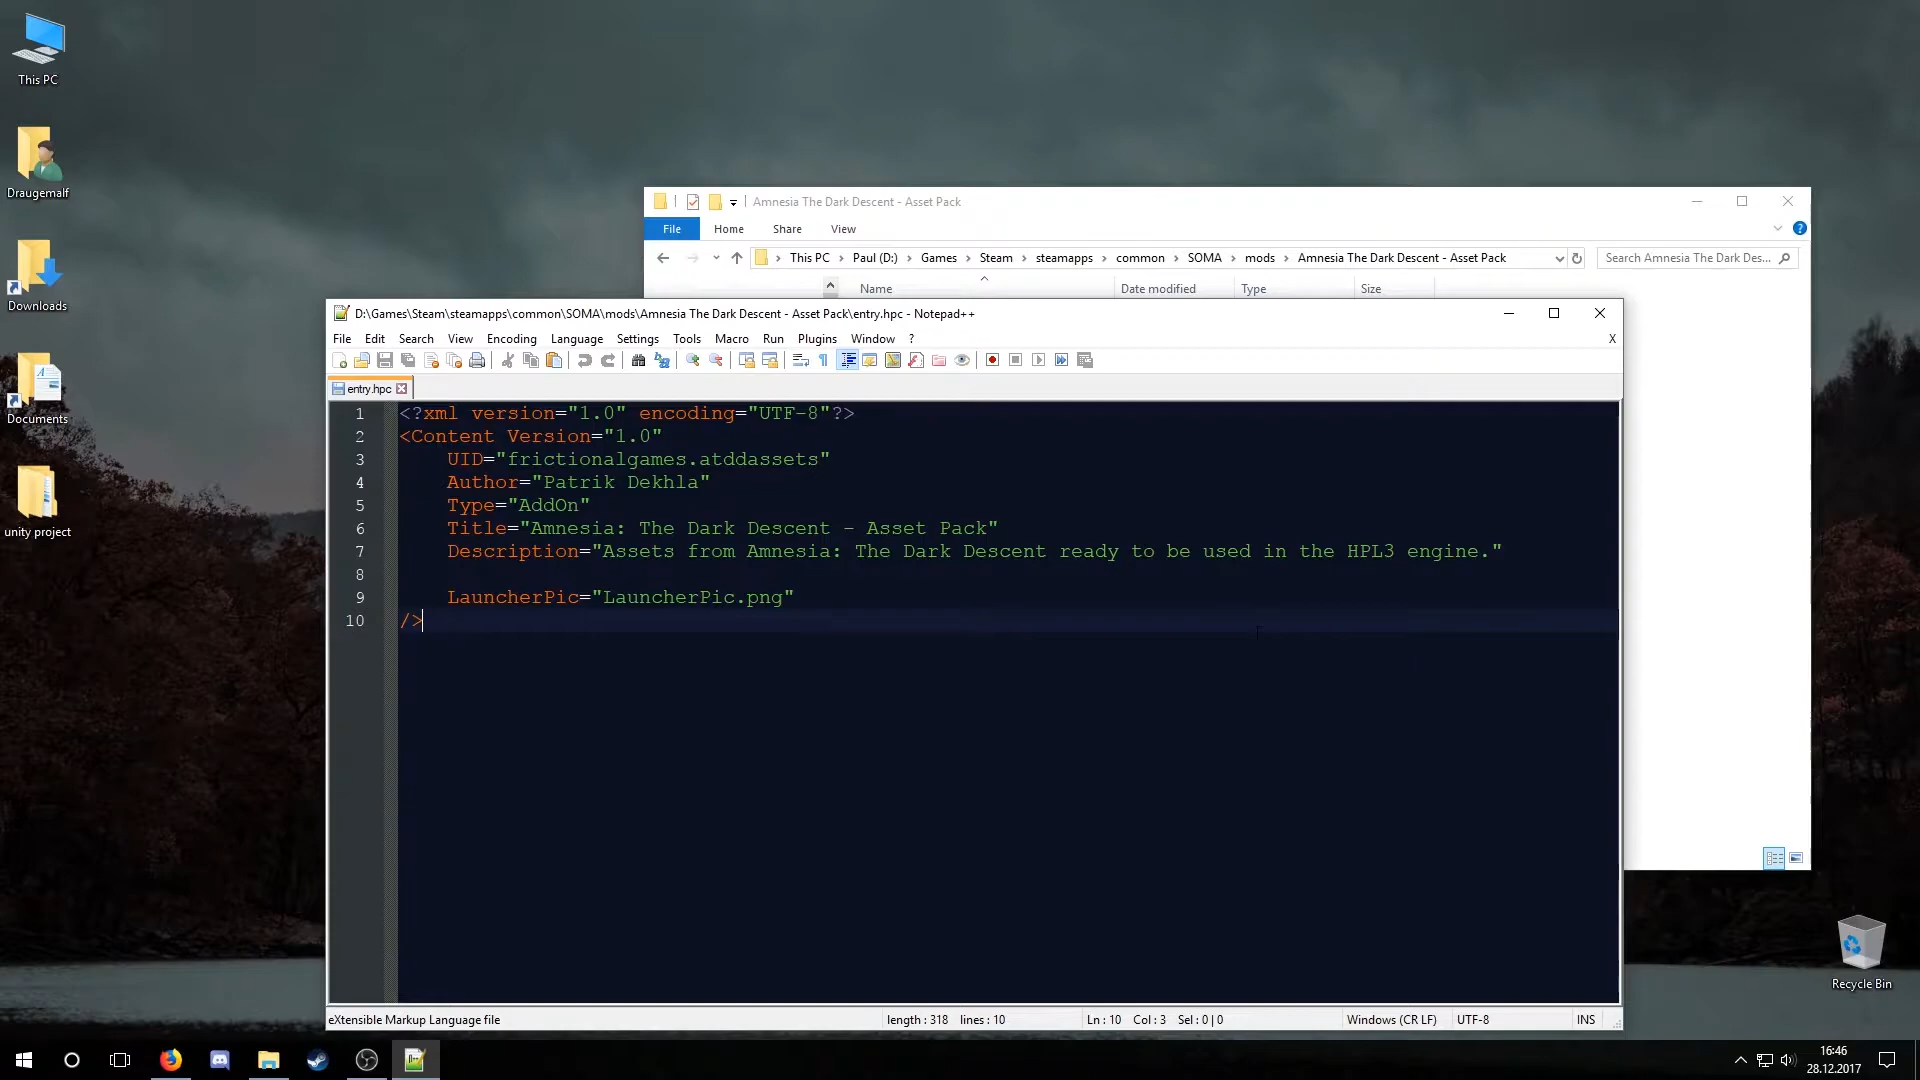 This PC
Draugemalf
Downloads
Documents
unity project
Recycle Bin
Amnesia The Dark Descent - Asset Pack
File Home Share View
This PC Paul (D:) Games Steam steamapps common SOMA mods Amnesia The Dark Descent - Asset Pack
Search Amnesia The Dark Des...
Name Date modified Type Size
D:\Games\Steam\steamapps\common\SOMA\mods\Amnesia The Dark Descent - Asset Pack\entry.hpc - Notepad++
File Edit Search View Encoding Language Settings Tools Macro Run Plugins Window ? X
entry.hpc
1 <?xml version="1.0" encoding="UTF-8"?>
2 <Content Version="1.0"
3 UID="frictionalgames.atddassets"
4 Author="Patrik Dekhla"
5 Type="AddOn"
6 Title="Amnesia: The Dark Descent - Asset Pack"
7 Description="Assets from Amnesia: The Dark Descent ready to be used in the HPL3 engine."
8
9 LauncherPic="LauncherPic.png"
10 />
eXtensible Markup Language file length : 318 lines : 10 Ln : 10 Col : 3 Sel : 0 | 0 Windows (CR LF) UTF-8 INS
16:46
28.12.2017